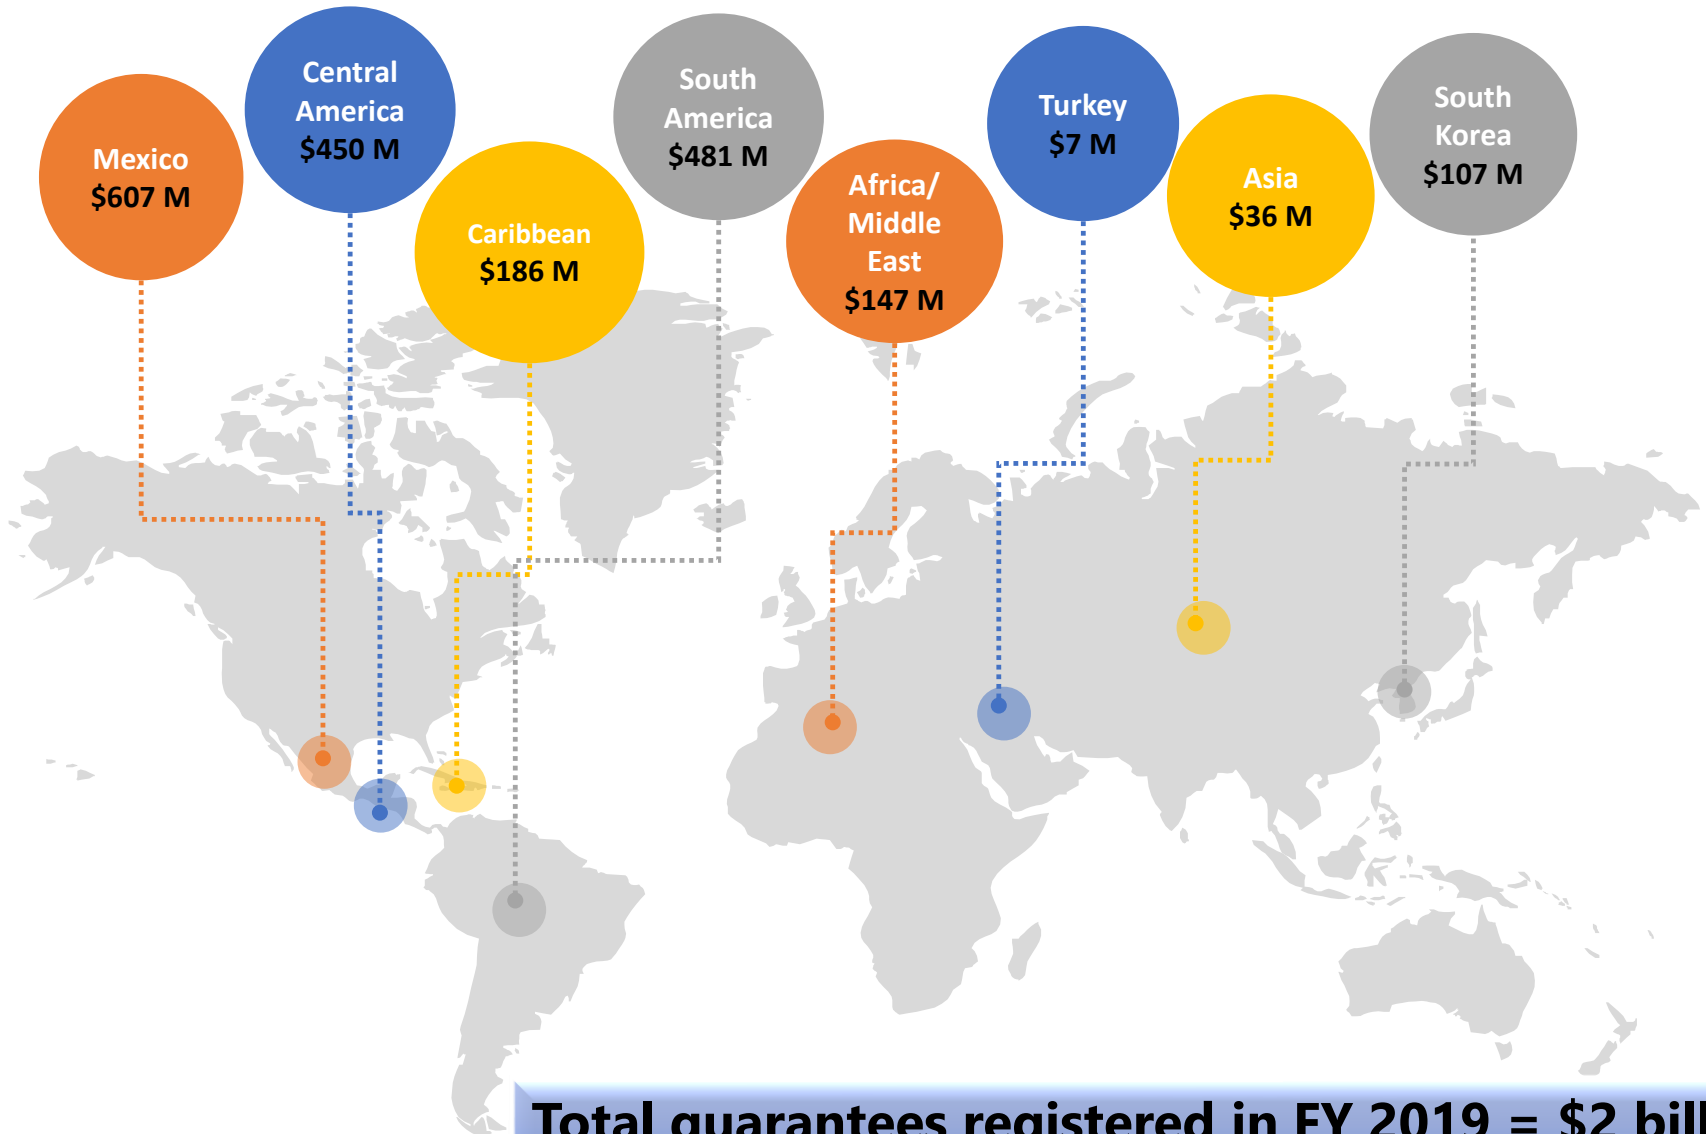 Mexico
$607 M
Central
America
$450 M
Caribbean
$186 M
South
America
$481 M
Africa/
Middle
East
$147 M
Turkey
$7 M
Asia
$36 M
South
Korea
$107 M
Total guarantees registered in FY 2019 = $2 bill